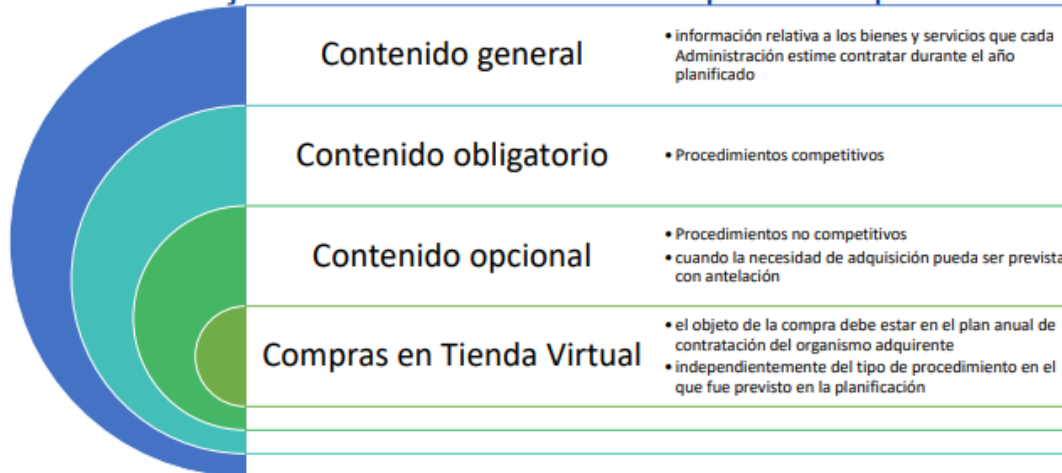 Contenido general
• información relativa a los bienes y servicios que cada
Administración estime contratar durante el año
planificado
Contenido obligatorio
• Procedimientos competitivos
Contenido opcional
• Procedimientos no competitivos
• cuando la necesidad de adquisición pueda ser prevista
con antelación
Compras en Tienda Virtual
• el objeto de la compra debe estar en el plan anual de
contratación del organismo adquirente
• independientemente del tipo de procedimiento en el
que fue previsto en la planificación